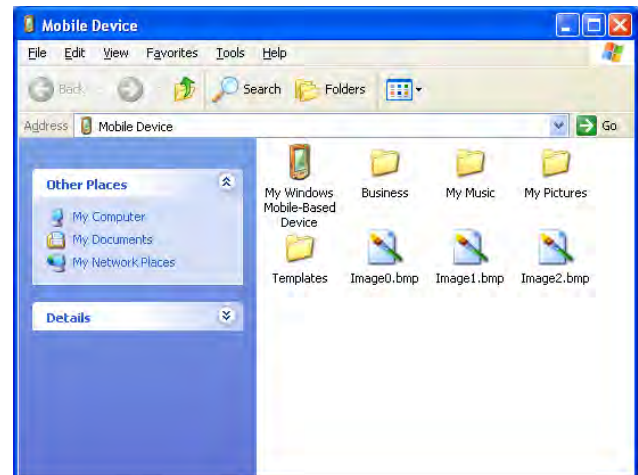 Mobile Device
File Edit View Favorites Tools Help
Back Search Folders
Address Mobile Device Go
Other Places
My Computer
My Documents
My Network Places
Details
My Windows Mobile-Based Device
Business
My Music
My Pictures
Templates
Image0.bmp
Image1.bmp
Image2.bmp